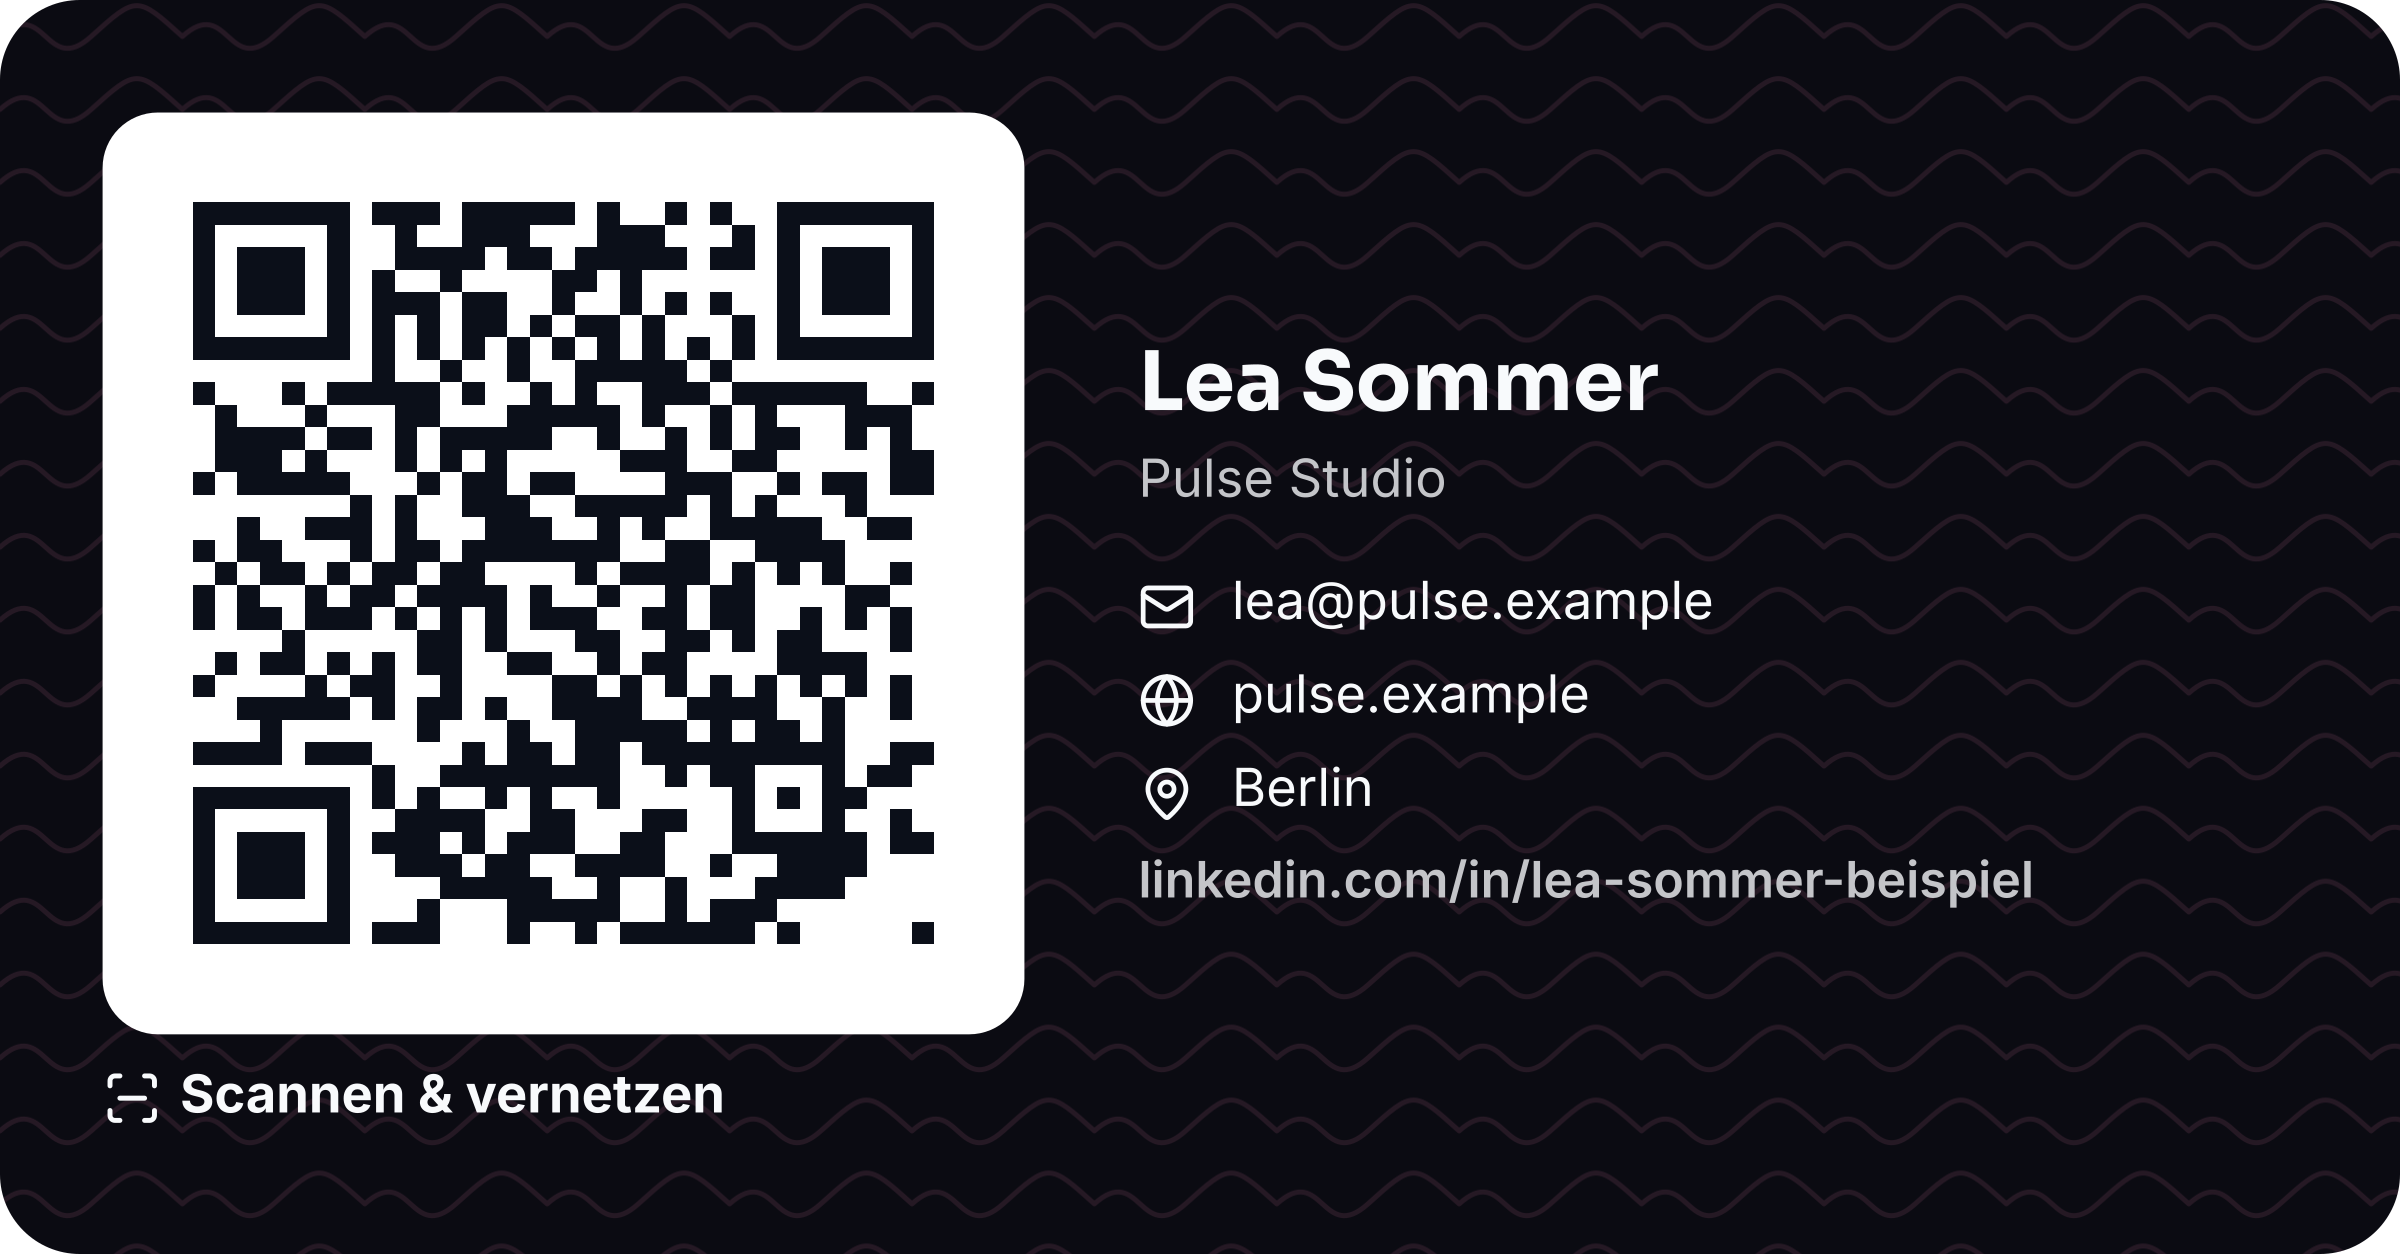 Lea Sommer
Pulse Studio
lea@pulse.example
pulse.example
Berlin
linkedin.com/in/lea-sommer-beispiel
Scannen & vernetzen